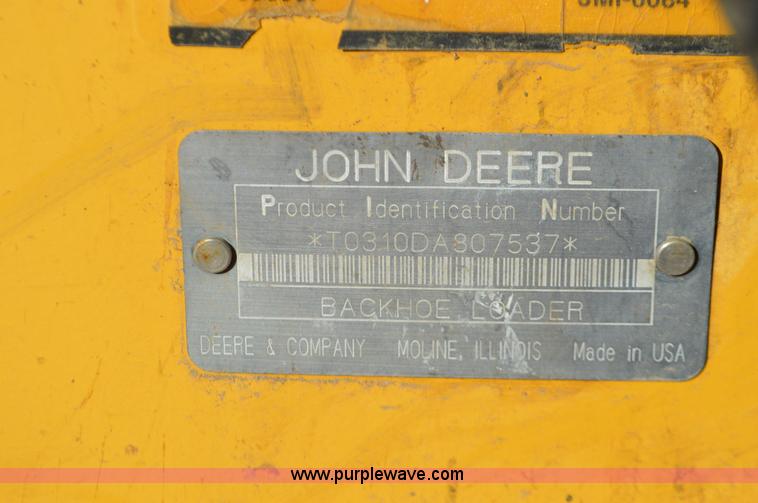 JOHN DEERE
Product Identification Number
*T0310DA807537*
BACKHOE LOADER
DEERE & COMPANY MOLINE, ILLINOIS Made in USA
www.purplewave.com